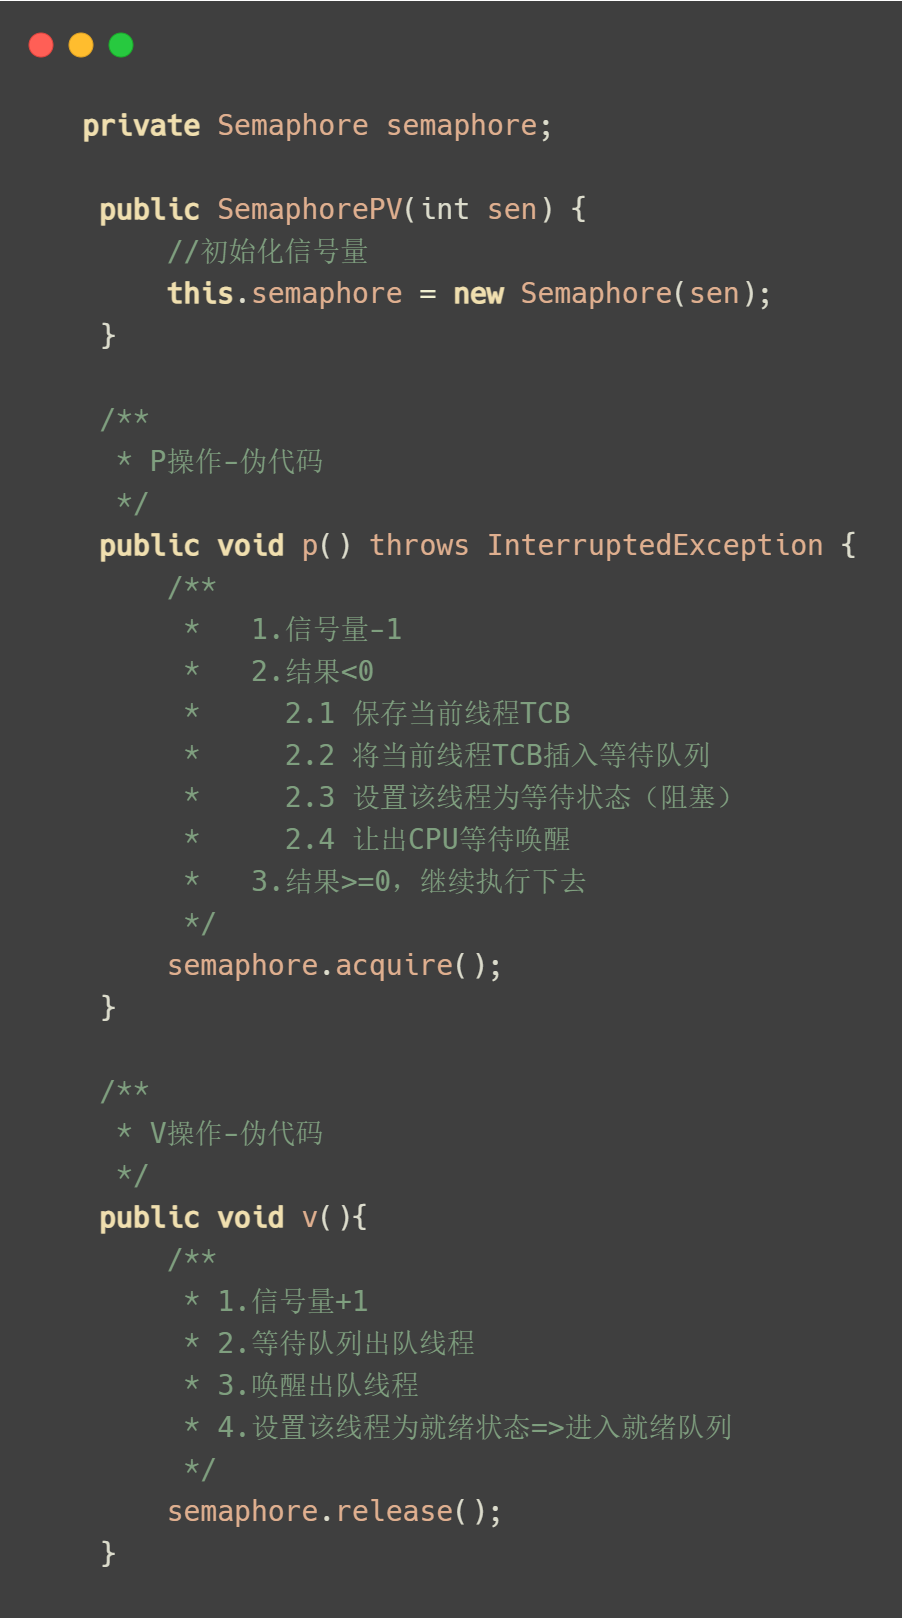 private Semaphore semaphore;
public SemaphorePV(int sen) {
//初始化信号量
this.semaphore = new Semaphore(sen);
}
/**
* P操作-伪代码
*/
public void p() throws InterruptedException {
/**
*   1.信号量-1
*   2.结果<0
*     2.1 保存当前线程TCB
*     2.2 将当前线程TCB插入等待队列
*     2.3 设置该线程为等待状态（阻塞）
*     2.4 让出CPU等待唤醒
*   3.结果>=0，继续执行下去
*/
semaphore.acquire();
}
/**
* V操作-伪代码
*/
public void v(){
/**
* 1.信号量+1
* 2.等待队列出队线程
* 3.唤醒出队线程
* 4.设置该线程为就绪状态=>进入就绪队列
*/
semaphore.release();
}